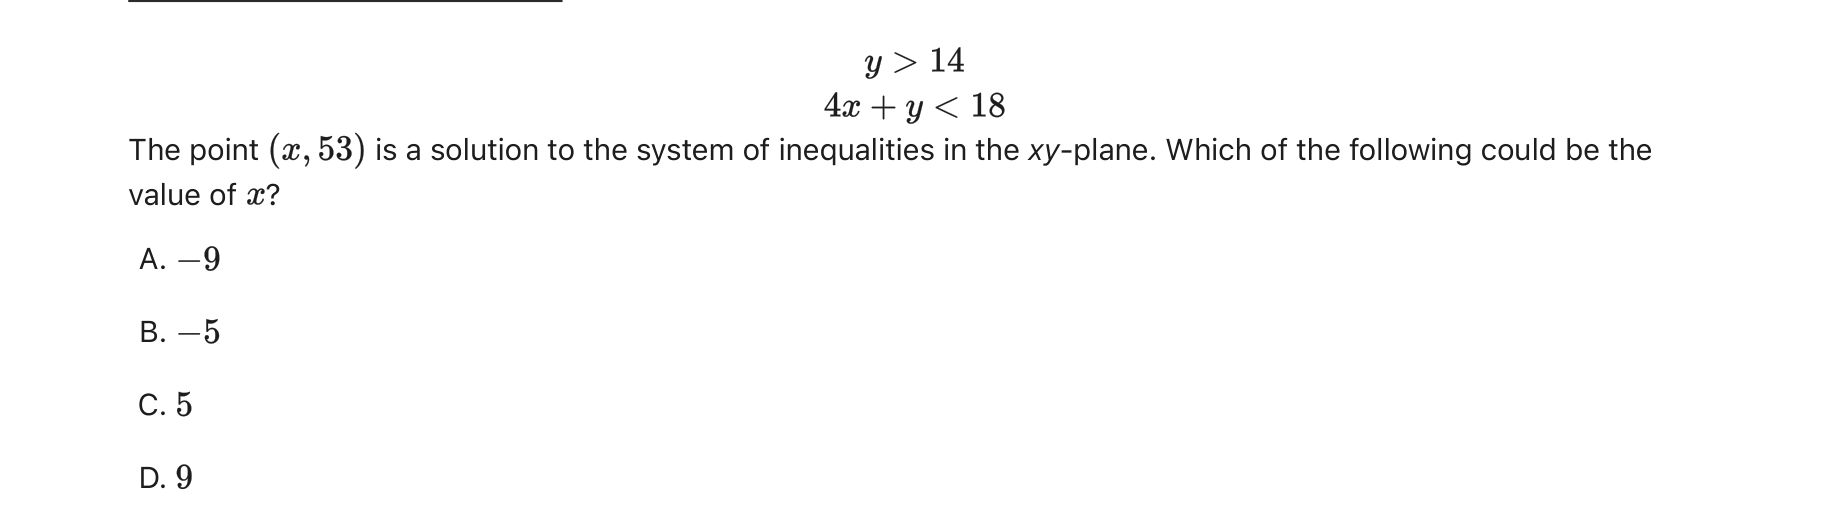 y > 14
4x + y < 18
The point (x, 53) is a solution to the system of inequalities in the xy-plane. Which of the following could be the
value of x?
A. −9
B. −5
C. 5
D. 9